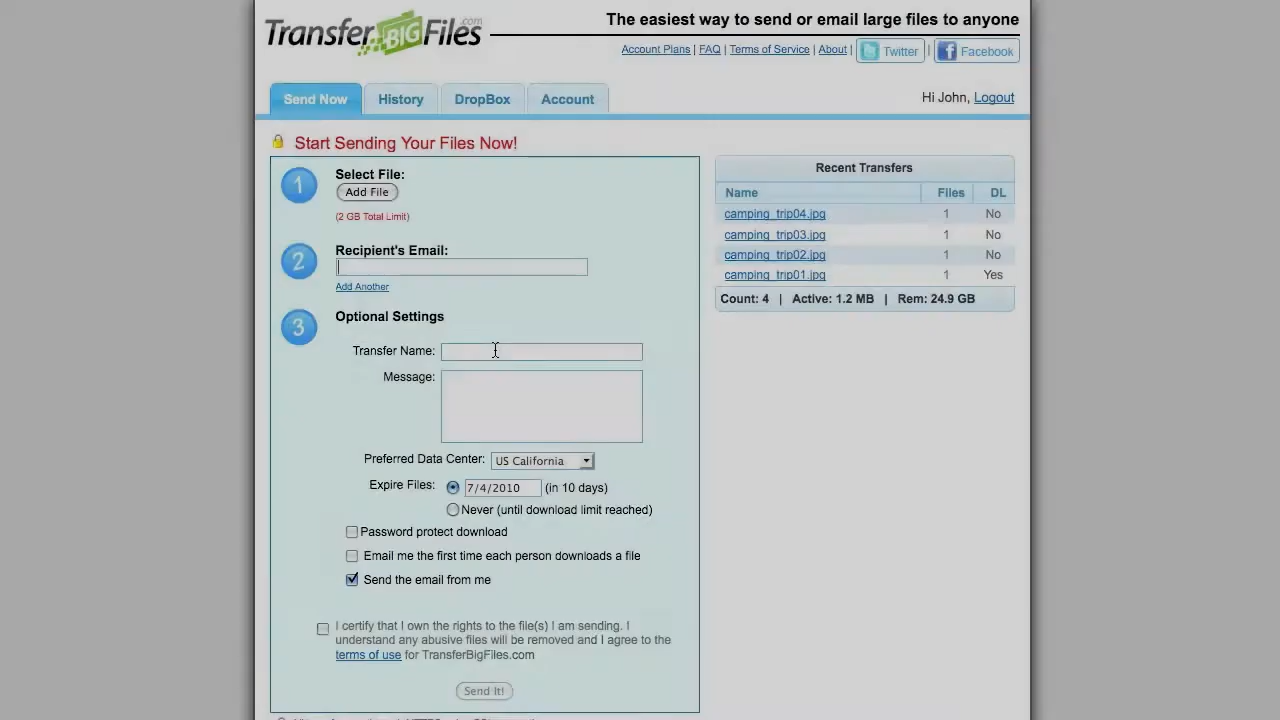 TransferBigFiles.com
The easiest way to send or email large files to anyone
Account Plans | FAQ | Terms of Service | About | Twitter | Facebook
Send Now History DropBox Account
Hi John, Logout
Start Sending Your Files Now!
1 Select File:
Add File
(2 GB Total Limit)
2 Recipient's Email:
Add Another
3 Optional Settings
Transfer Name:
Message:
Preferred Data Center: US California
Expire Files: 7/4/2010 (in 10 days)
Never (until download limit reached)
Password protect download
Email me the first time each person downloads a file
Send the email from me
I certify that I own the rights to the file(s) I am sending. I
understand any abusive files will be removed and I agree to the
terms of use for TransferBigFiles.com
Send It!
Recent Transfers
Name Files DL
camping_trip04.jpg 1 No
camping_trip03.jpg 1 No
camping_trip02.jpg 1 No
camping_trip01.jpg 1 Yes
Count: 4 | Active: 1.2 MB | Rem: 24.9 GB